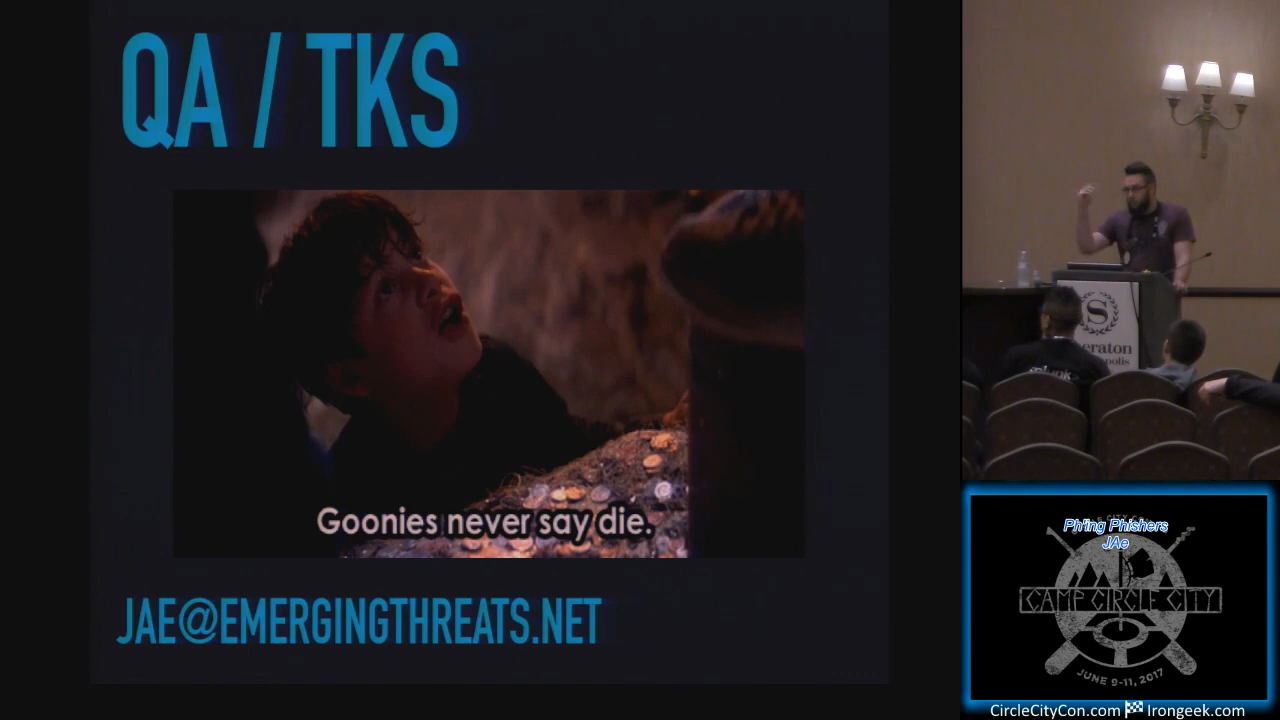 QA / TKS
Goonies never say die.
JAE@EMERGINGTHREATS.NET
S
eraton
Ph'ing Phishers
JAe
CAMP CIRCLE CITY
JUNE 9-11, 2017
CircleCityCon.com Irongeek.com